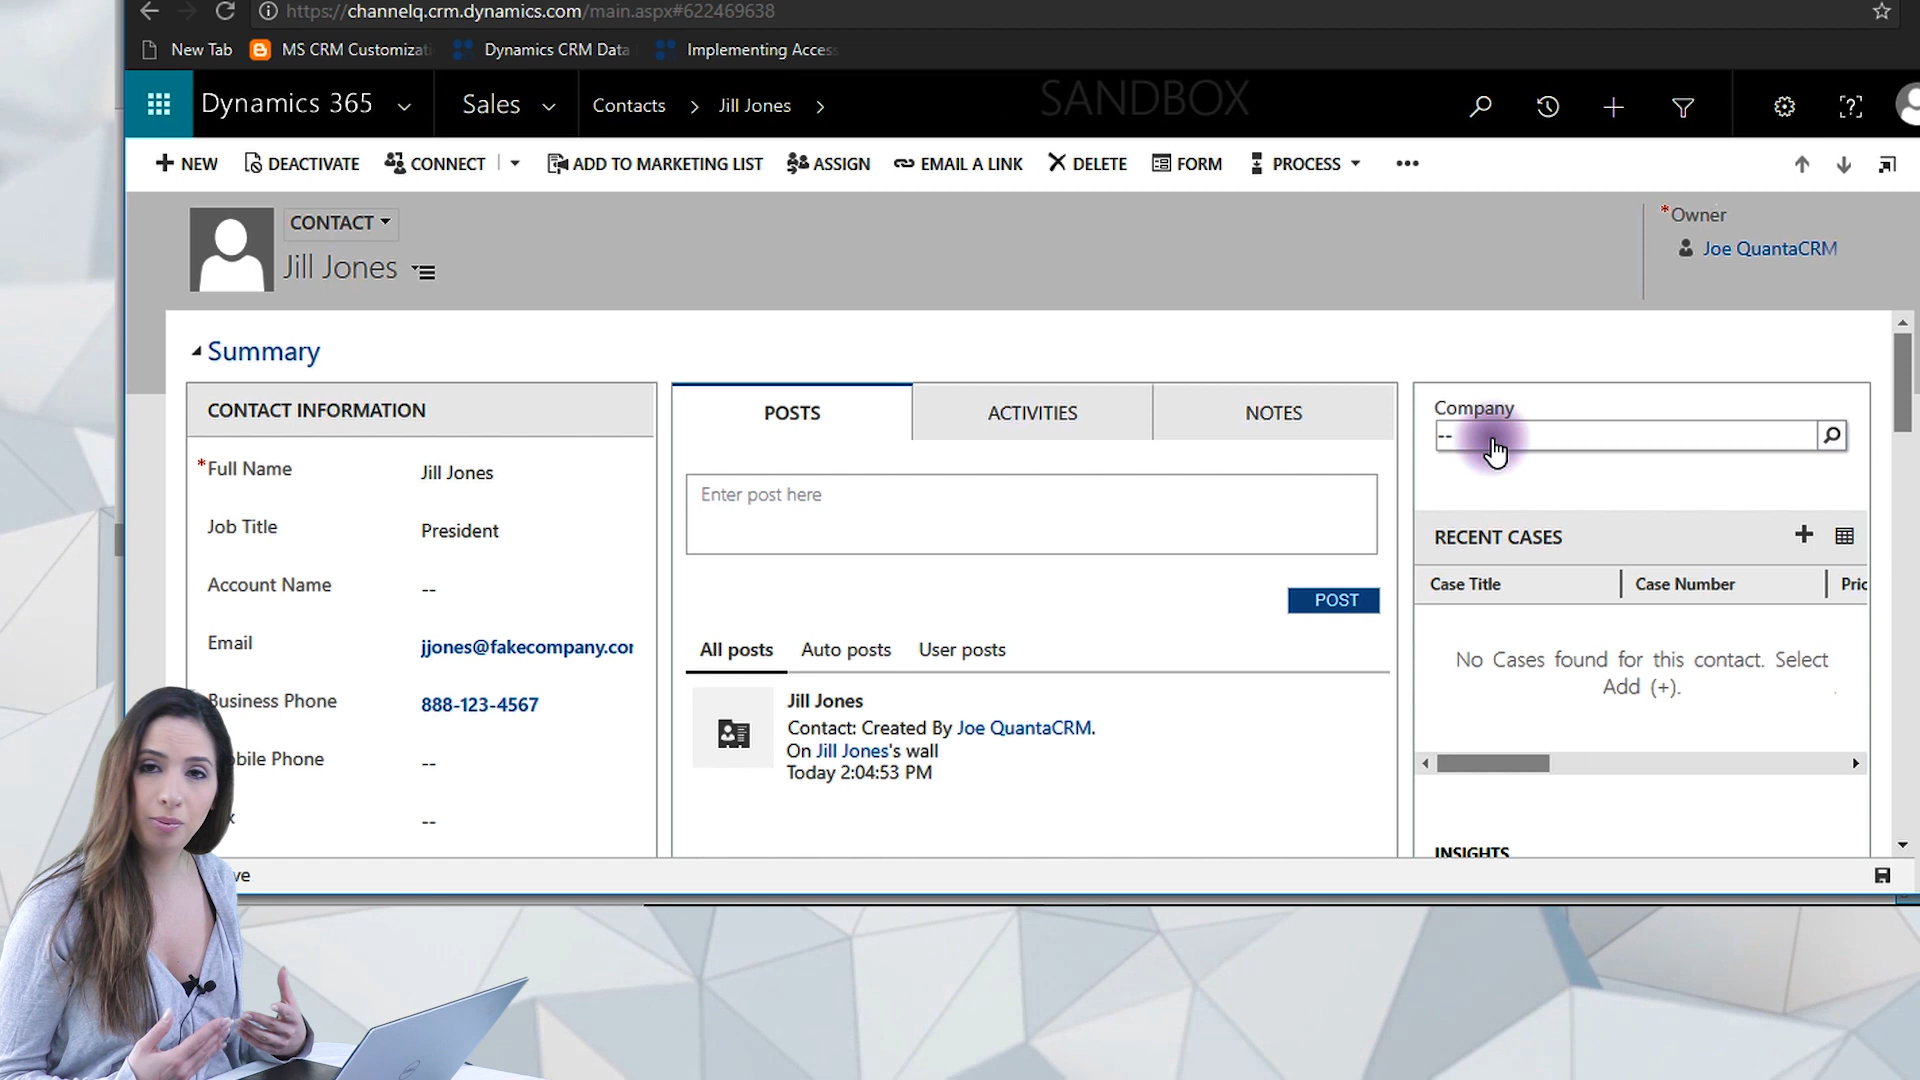 https://channelq.crm.dynamics.com/main.aspx#622469638
New Tab MS CRM Customizati Dynamics CRM Data Implementing Access
Dynamics 365 Sales Contacts > Jill Jones > SANDBOX
NEW DEACTIVATE CONNECT ADD TO MARKETING LIST ASSIGN EMAIL A LINK DELETE FORM PROCESS •••
CONTACT
Jill Jones
*Owner
Joe QuantaCRM
Summary
CONTACT INFORMATION
*Full Name Jill Jones
Job Title President
Account Name --
Email jjones@fakecompany.com
Business Phone 888-123-4567
obile Phone --
x --
ve
POSTS ACTIVITIES NOTES
Enter post here
POST
All posts Auto posts User posts
Jill Jones
Contact: Created By Joe QuantaCRM.
On Jill Jones's wall
Today 2:04:53 PM
Company
--
RECENT CASES
Case Title Case Number Pric
No Cases found for this contact. Select
Add (+).
INSIGHTS